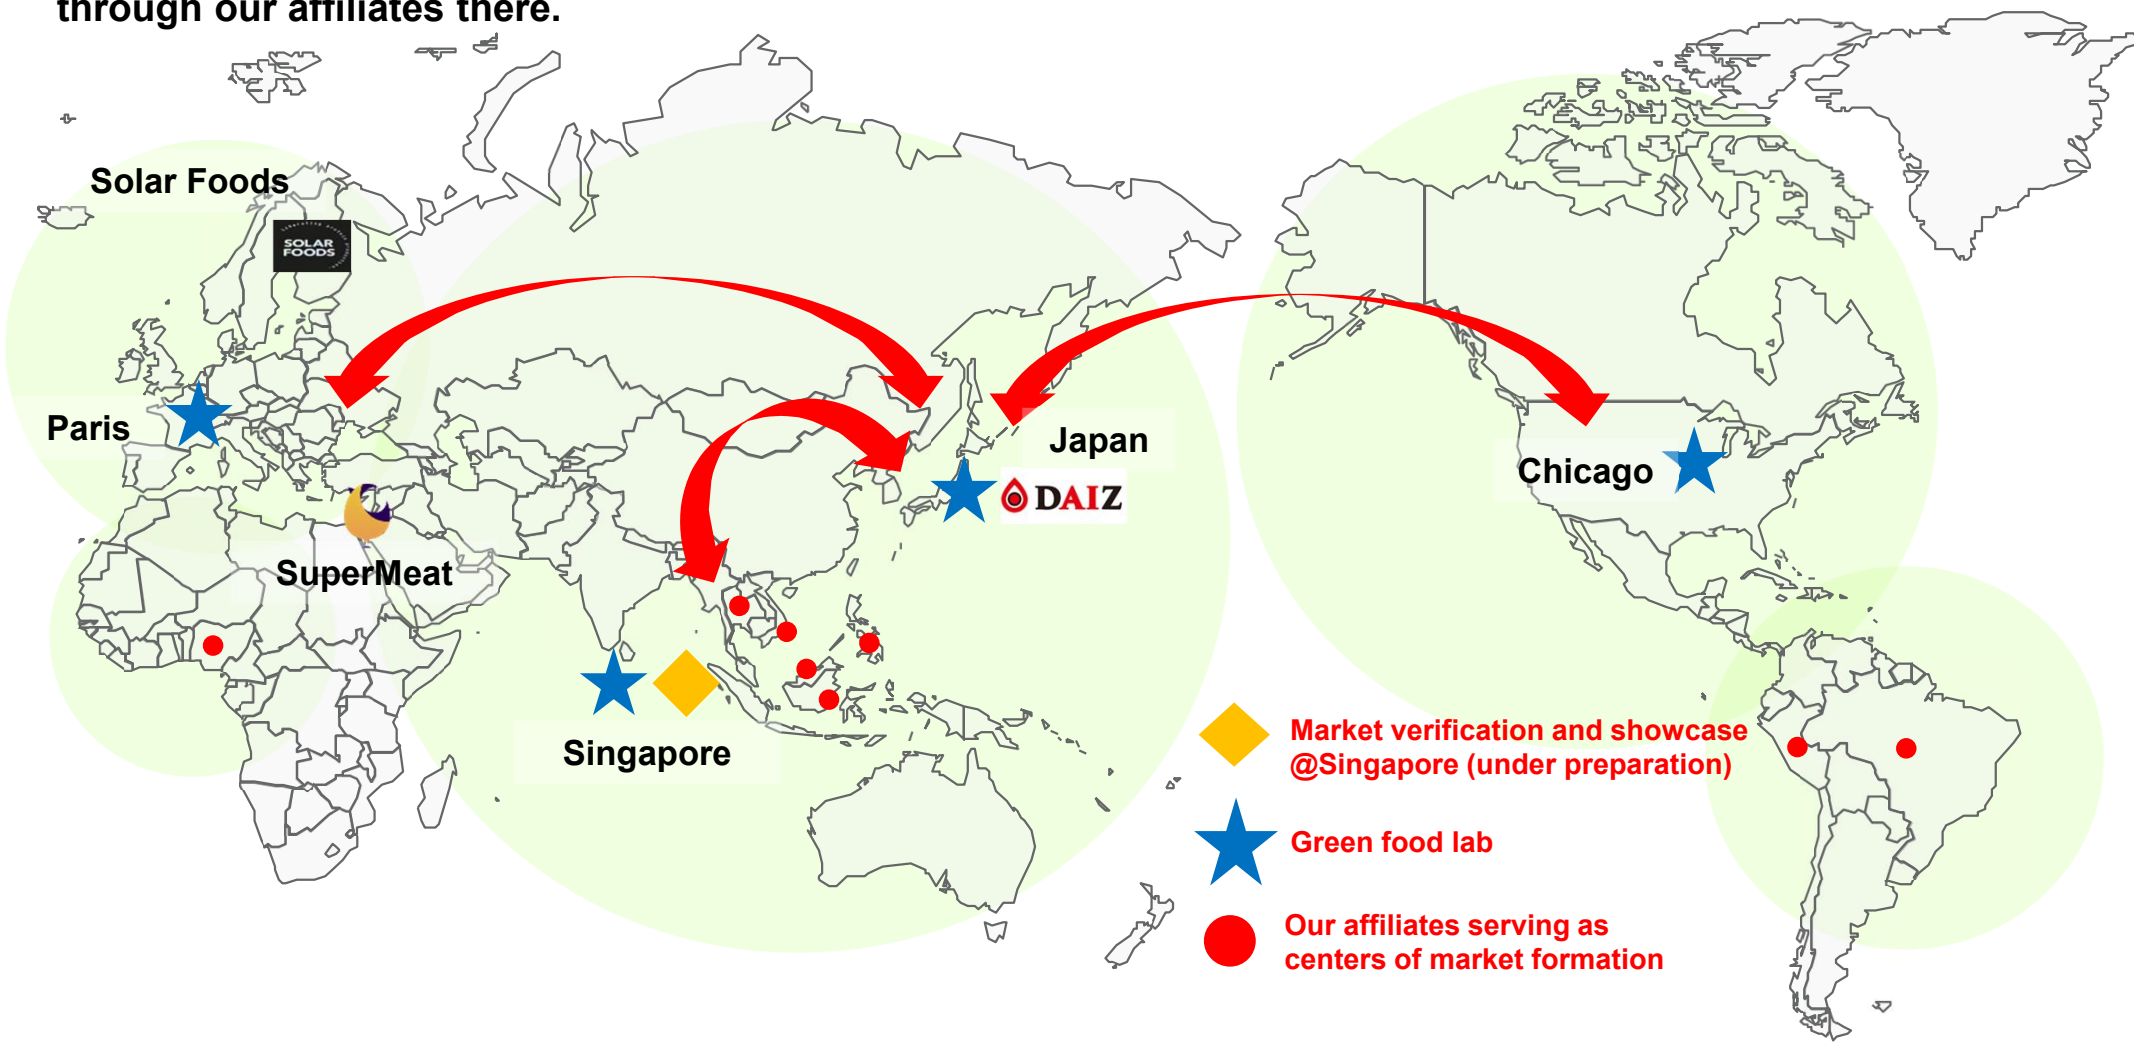 through our affiliates there.
Solar Foods
SOLAR
FOODS
Paris
Japan
DAIZ
Chicago
SuperMeat
Singapore
Market verification and showcase
@Singapore (under preparation)
Green food lab
Our affiliates serving as
centers of market formation